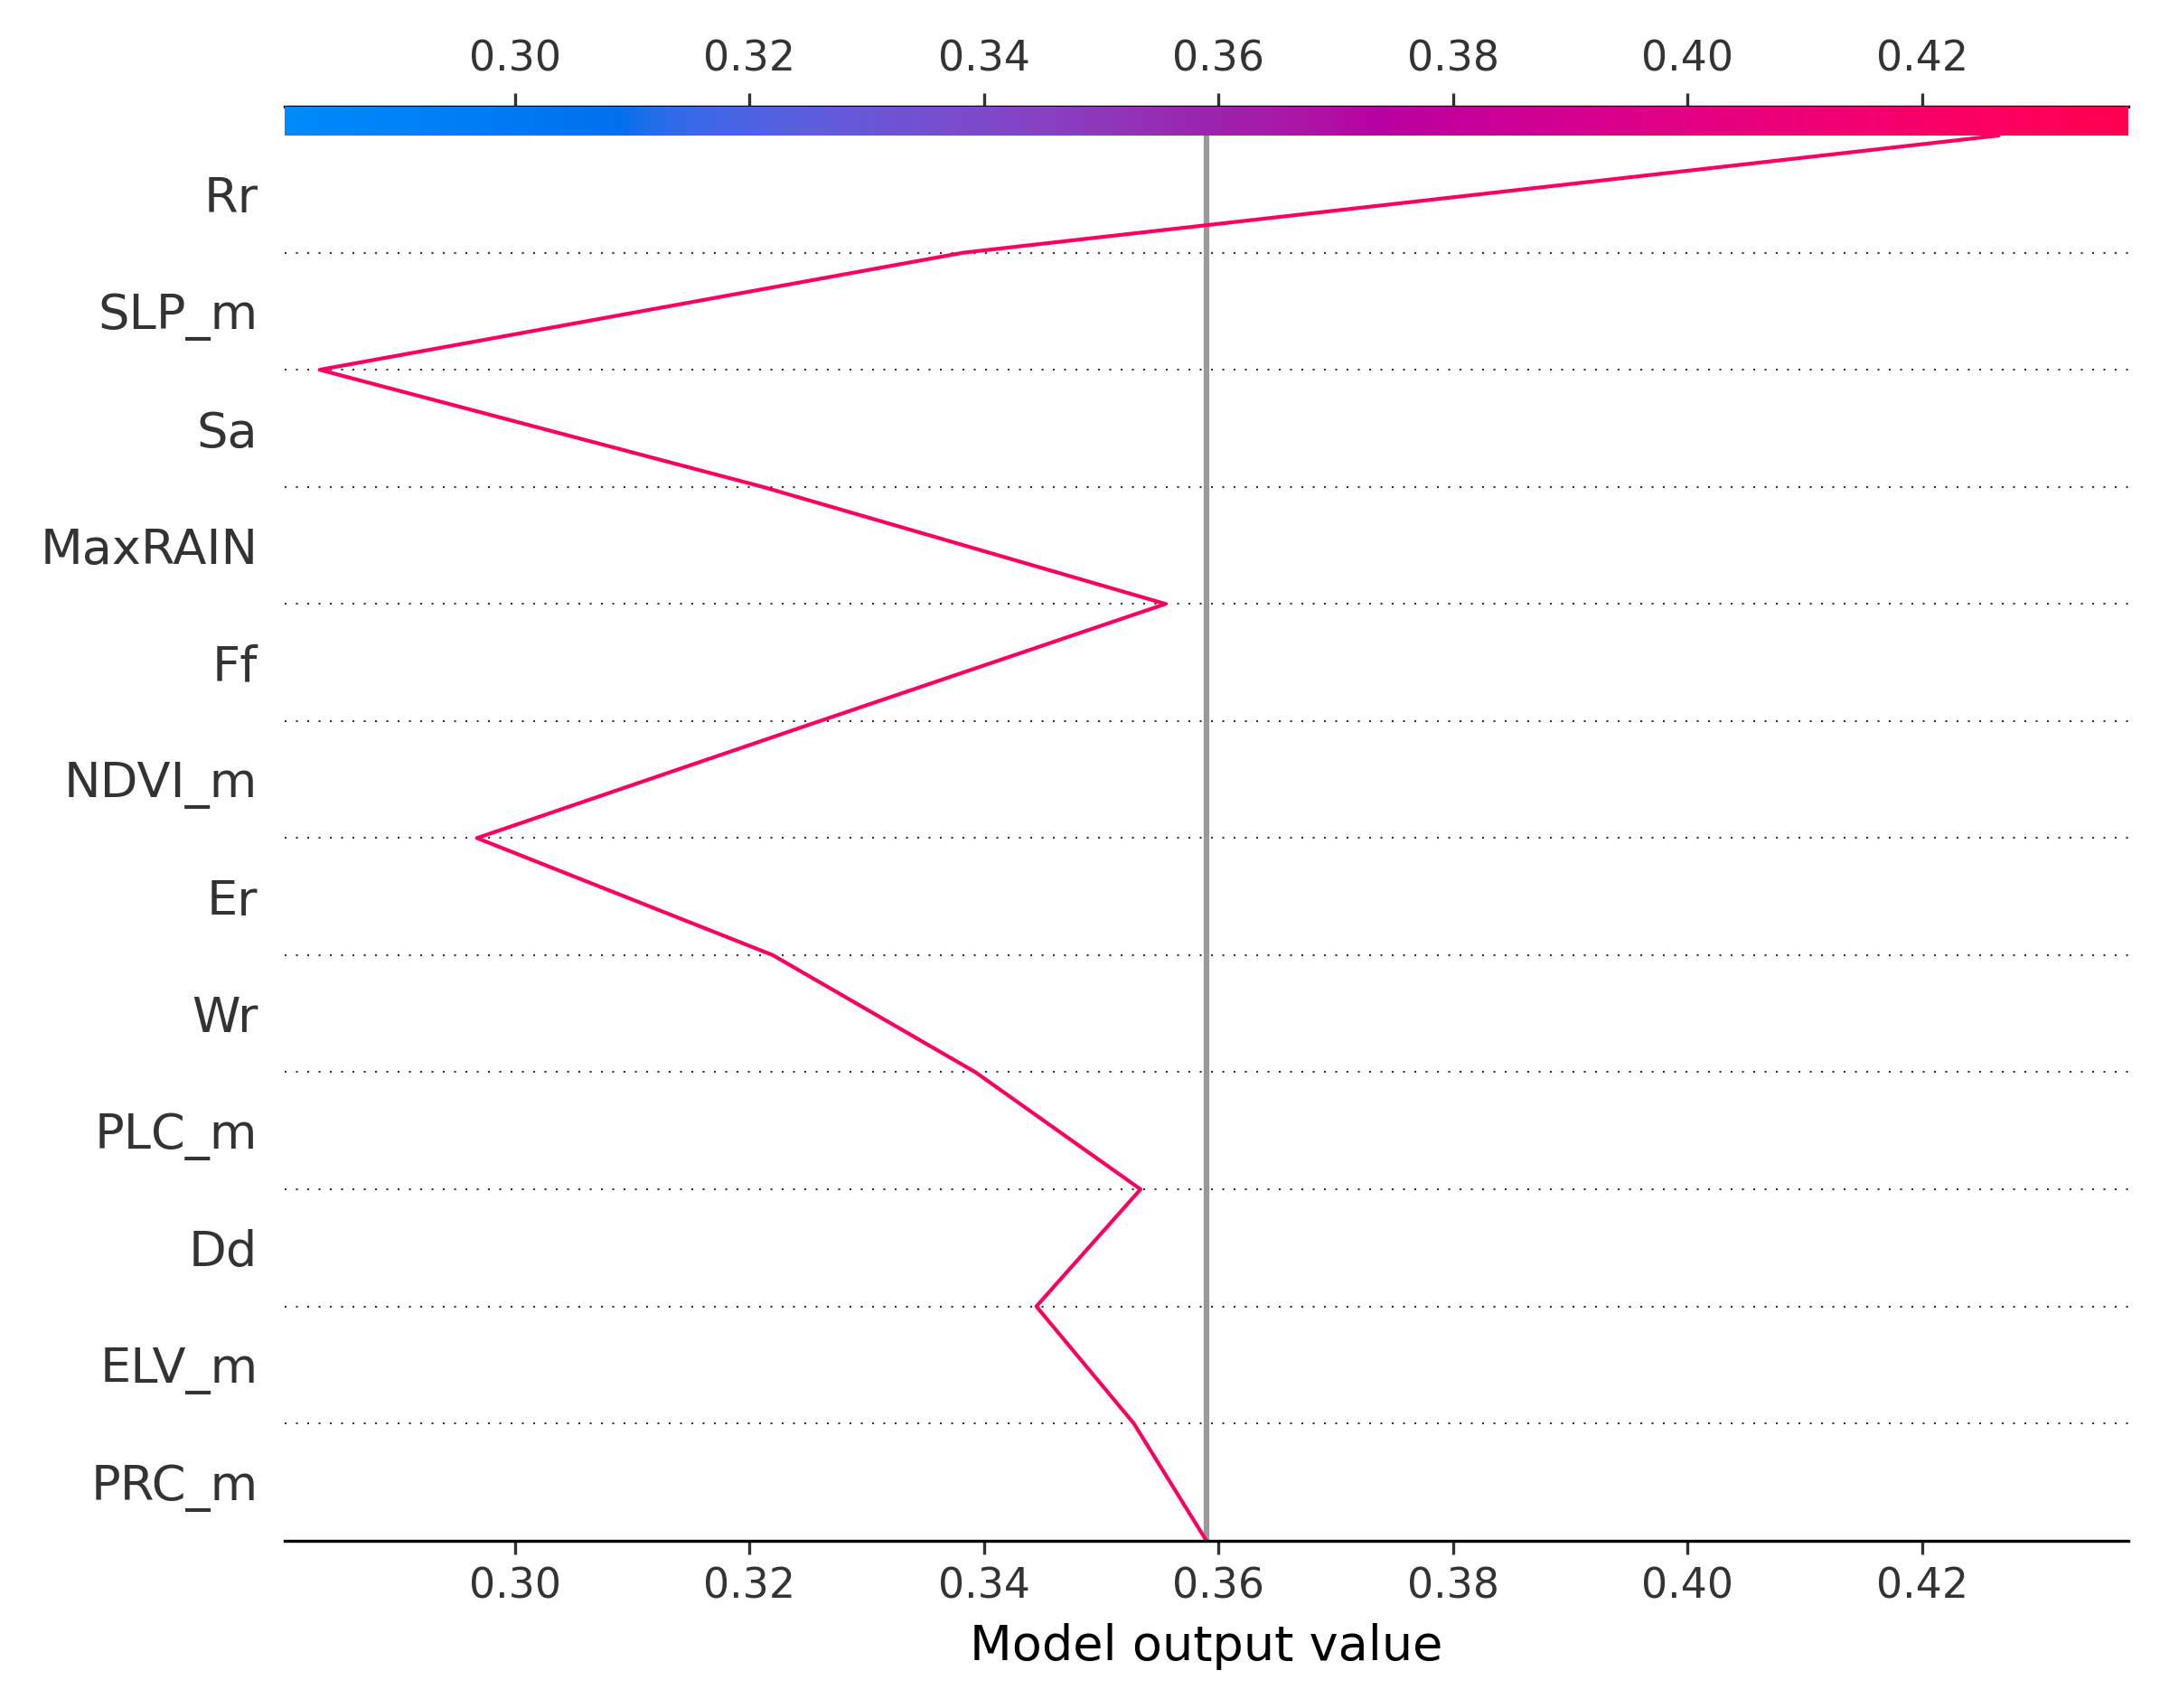 0.30 0.32 0.34 0.36 0.38 0.40 0.42
Rr
SLP_m
Sa
MaxRAIN
Ff
NDVI_m
Er
Wr
PLC_m
Dd
ELV_m
PRC_m
0.30 0.32 0.34 0.36 0.38 0.40 0.42
Model output value